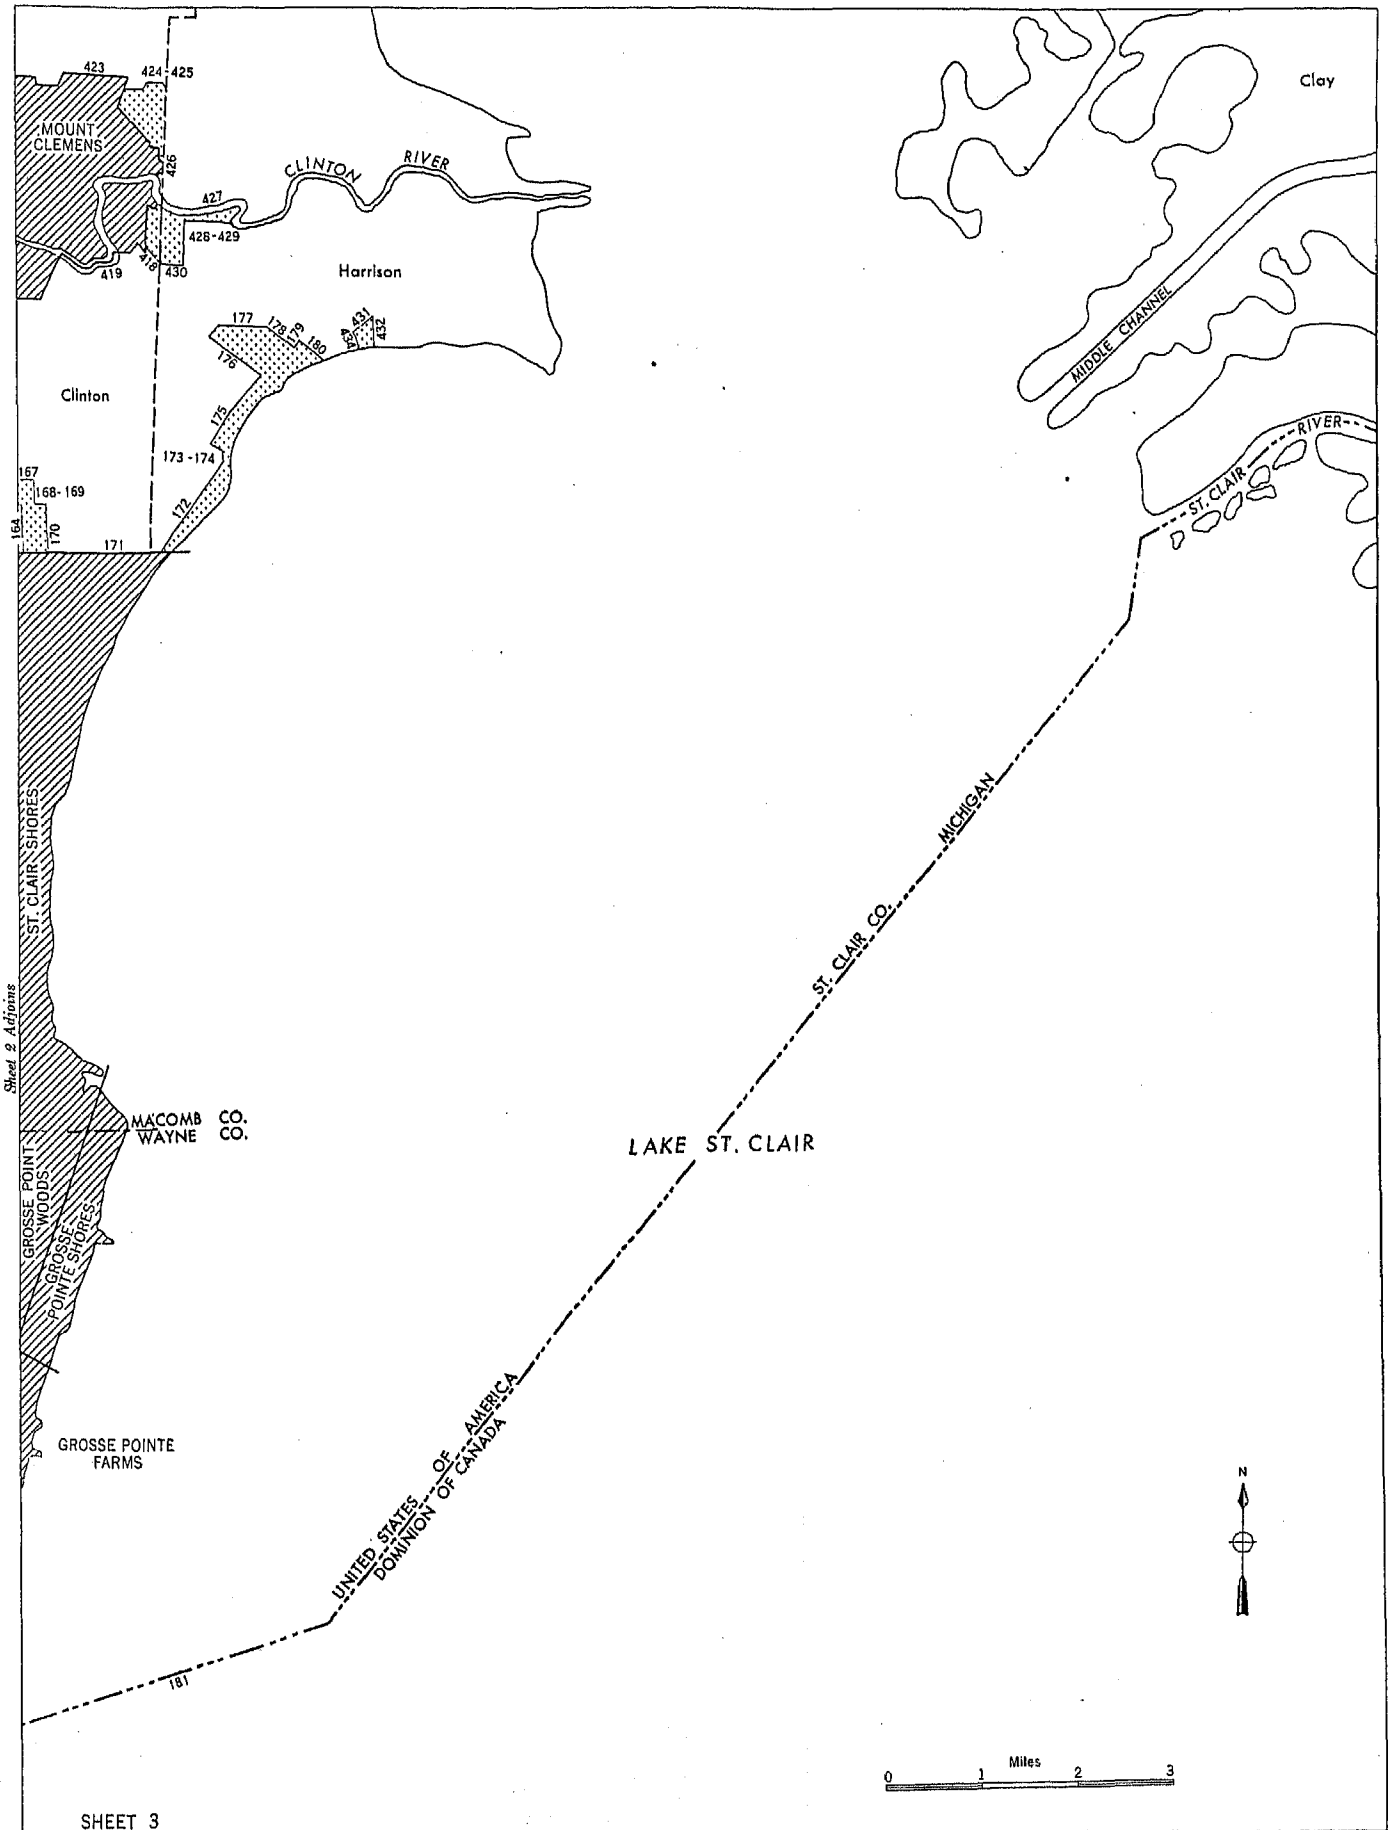 423
424-425
Clay
MOUNT
CLEMENS
426
CLINTON RIVER
427
428-429
418
419
430
Harrison
MIDDLE CHANNEL
177
178
179
180
431
432
434
176
Clinton
175
173-174
ST. CLAIR RIVER
167
168-169
172
164
170
171
ST. CLAIR SHORES
MICHIGAN
ST. CLAIR CO.
Sheet 2 Adjoins
MACOMB CO.
WAYNE CO.
LAKE ST. CLAIR
GROSSE POINT
WOODS
GROSSE
POINTE SHORES
UNITED STATES OF AMERICA
DOMINION OF CANADA
GROSSE POINTE
FARMS
N
181
Miles
0 1 2 3
SHEET 3